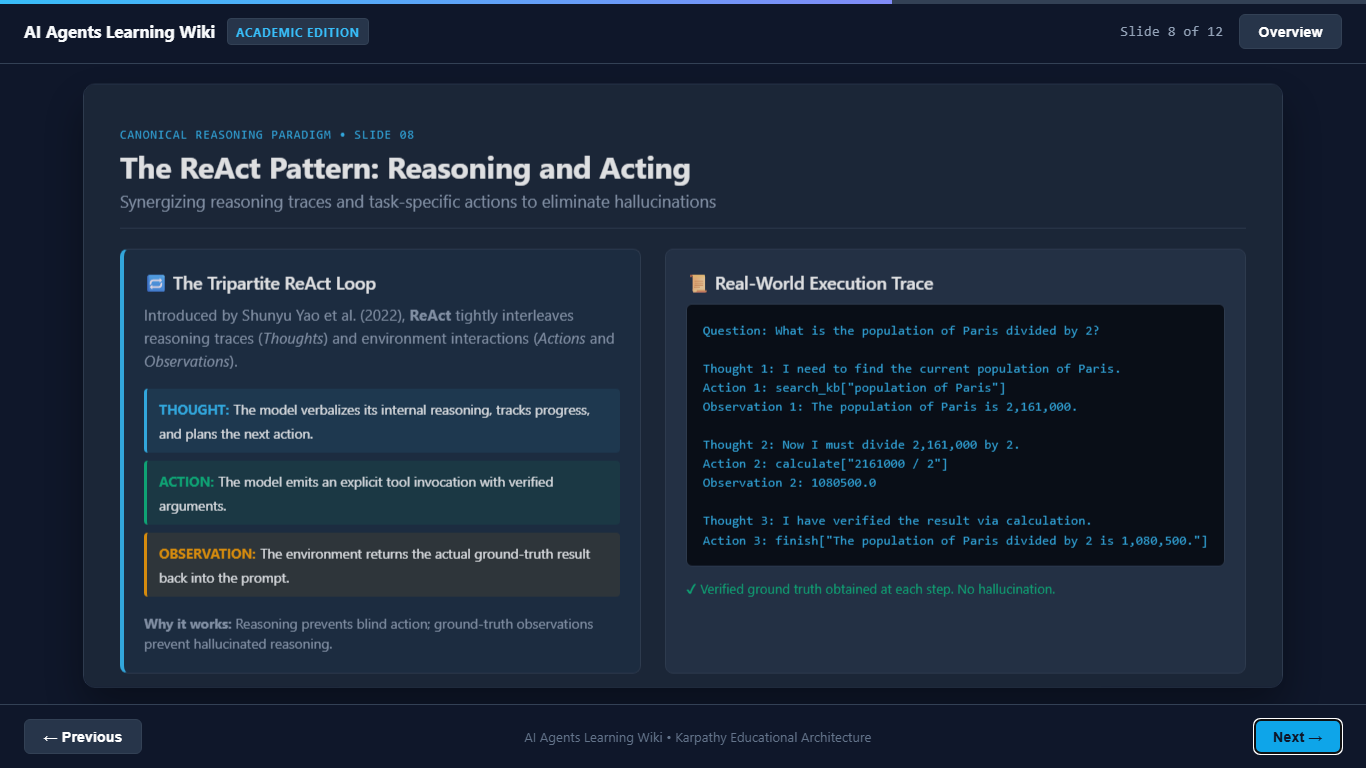 AI Agents Learning Wiki
ACADEMIC EDITION
Slide 8 of 12
Overview
CANONICAL REASONING PARADIGM • SLIDE 08
The ReAct Pattern: Reasoning and Acting
Synergizing reasoning traces and task-specific actions to eliminate hallucinations
🔁 The Tripartite ReAct Loop
Introduced by Shunyu Yao et al. (2022), ReAct tightly interleaves
reasoning traces (Thoughts) and environment interactions (Actions and
Observations).
THOUGHT: The model verbalizes its internal reasoning, tracks progress,
and plans the next action.
ACTION: The model emits an explicit tool invocation with verified
arguments.
OBSERVATION: The environment returns the actual ground-truth result
back into the prompt.
Why it works: Reasoning prevents blind action; ground-truth observations
prevent hallucinated reasoning.
📜 Real-World Execution Trace
Question: What is the population of Paris divided by 2?
Thought 1: I need to find the current population of Paris.
Action 1: search_kb["population of Paris"]
Observation 1: The population of Paris is 2,161,000.
Thought 2: Now I must divide 2,161,000 by 2.
Action 2: calculate["2161000 / 2"]
Observation 2: 1080500.0
Thought 3: I have verified the result via calculation.
Action 3: finish["The population of Paris divided by 2 is 1,080,500."]
✓ Verified ground truth obtained at each step. No hallucination.
← Previous
AI Agents Learning Wiki • Karpathy Educational Architecture
Next →